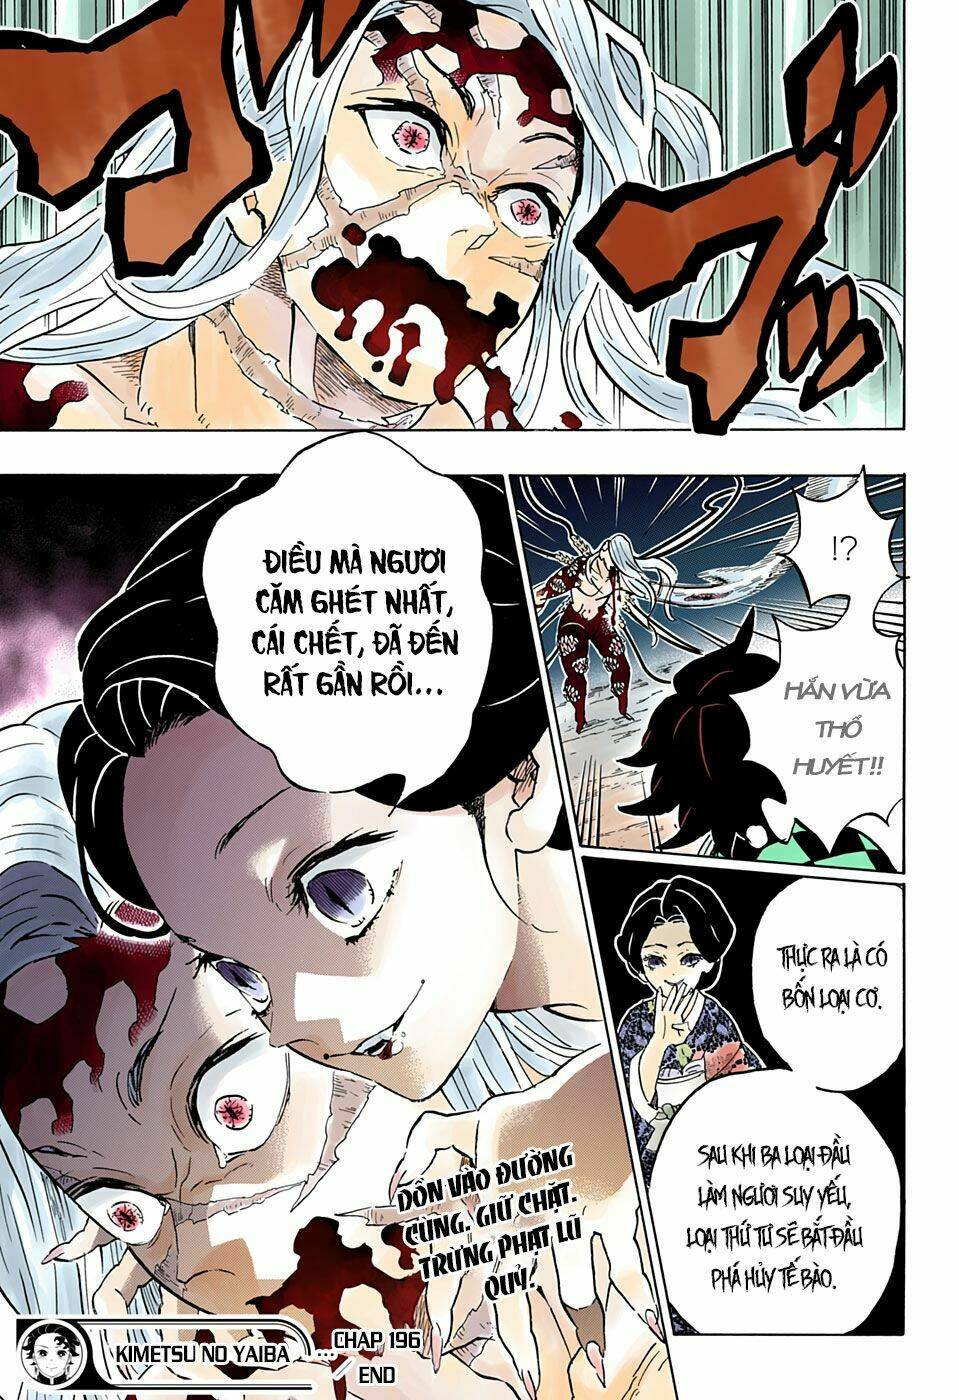 ゴブッ
!?
HẮN VỪA
THỔ
HUYẾT!!
THỰC RA LÀ CÓ
BỐN LOẠI CƠ.
SAU KHI BA LOẠI ĐẦU
LÀM NGƯƠI SUY YẾU,
LOẠI THỨ TƯ SẼ BẮT ĐẦU
PHÁ HỦY TẾ BÀO.
ĐIỀU MÀ NGƯƠI
CĂM GHÉT NHẤT,
CÁI CHẾT, ĐÃ ĐẾN
RẤT GẦN RỒI...
DỒN VÀO ĐƯỜNG
CÙNG. GIỮ CHẶT.
TRỪNG PHẠT LŨ
QUỶ.
KIMETSU NO YAIBA ...
CHAP 196
END